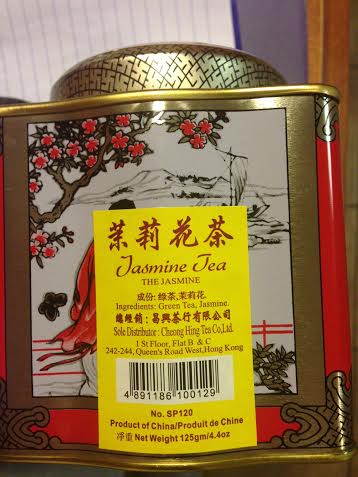 茉莉花茶
Jasmine Tea
THE JASMINE
成份: 綠茶,茉莉花.
Ingredients: Green Tea, Jasmine.
總經銷 : 昌興茶行有限公司
Sole Distributor : Cheong Hing Tea Co,Ltd.
1 St Floor, Flat B & C
242-244, Queen's Road West,Hong Kong
4 891186 100129
No. SP120
Product of China/Produit de Chine
淨重 Net Weight 125gm/4.4oz